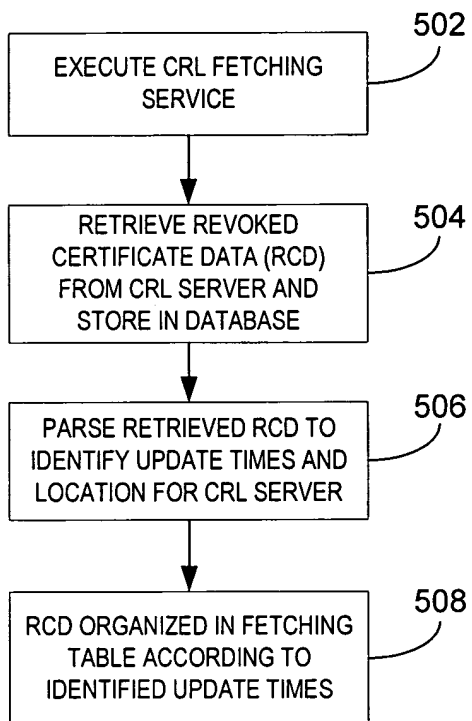 502
EXECUTE CRL FETCHING
SERVICE
504
RETRIEVE REVOKED
CERTIFICATE DATA (RCD)
FROM CRL SERVER AND
STORE IN DATABASE
506
PARSE RETRIEVED RCD TO
IDENTIFY UPDATE TIMES AND
LOCATION FOR CRL SERVER
508
RCD ORGANIZED IN FETCHING
TABLE ACCORDING TO
IDENTIFIED UPDATE TIMES